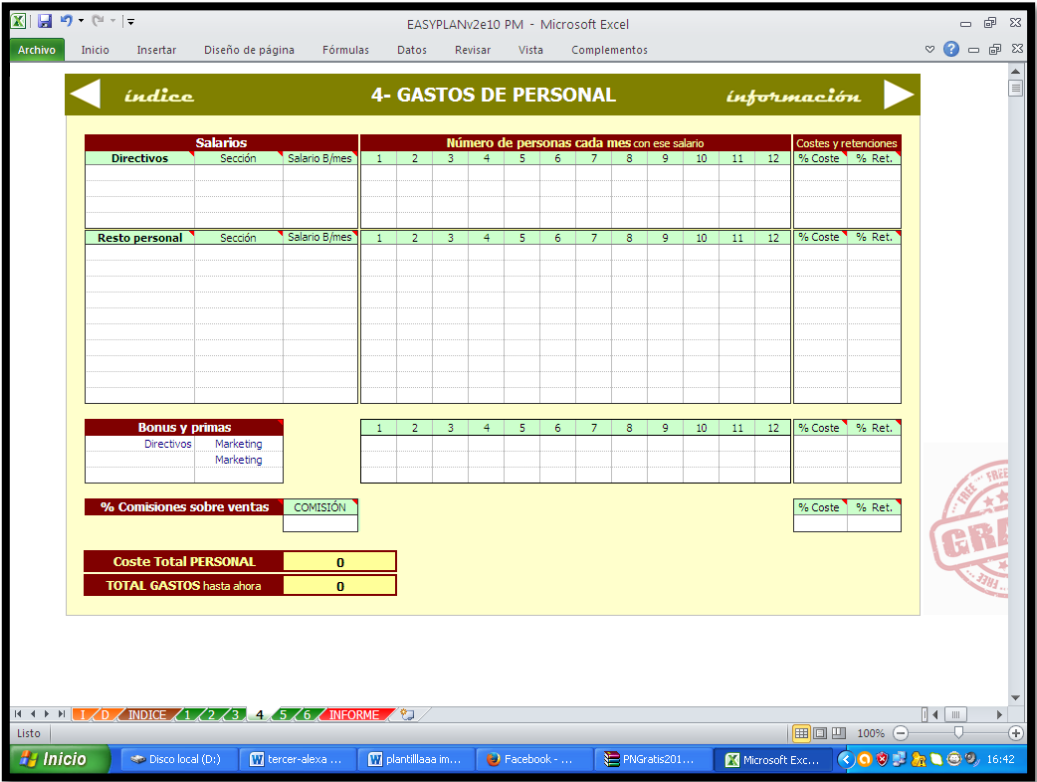 EASYPLANv2e10 PM - Microsoft Excel
Archivo Inicio Insertar Diseño de página Fórmulas Datos Revisar Vista Complementos
índice 4- GASTOS DE PERSONAL información
Salarios Número de personas cada mes con ese salario Costes y retenciones
Directivos Sección Salario B/mes 1 2 3 4 5 6 7 8 9 10 11 12 % Coste % Ret.
Resto personal Sección Salario B/mes 1 2 3 4 5 6 7 8 9 10 11 12 % Coste % Ret.
Bonus y primas 1 2 3 4 5 6 7 8 9 10 11 12 % Coste % Ret.
Directivos Marketing
Marketing
FREE FREE
% Comisiones sobre ventas COMISIÓN % Coste % Ret.
GRA
Coste Total PERSONAL 0
FREE
TOTAL GASTOS hasta ahora 0
I D INDICE 1 2 3 4 5 6 INFORME
Listo 100%
Inicio Disco local (D:) tercer-alexa ... plantilllaaa im... Facebook - ... PNGratis201... Microsoft Exc... 16:42